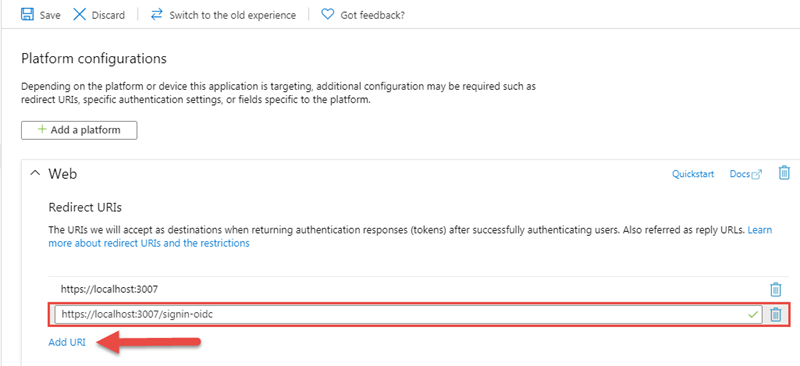 Save Discard Switch to the old experience Got feedback?
Platform configurations
Depending on the platform or device this application is targeting, additional configuration may be required such as
redirect URIs, specific authentication settings, or fields specific to the platform.
+ Add a platform
Web Quickstart Docs
Redirect URIs
The URIs we will accept as destinations when returning authentication responses (tokens) after successfully authenticating users. Also referred as reply URLs. Learn
more about redirect URIs and the restrictions
https://localhost:3007
https://localhost:3007/signin-oidc
Add URI